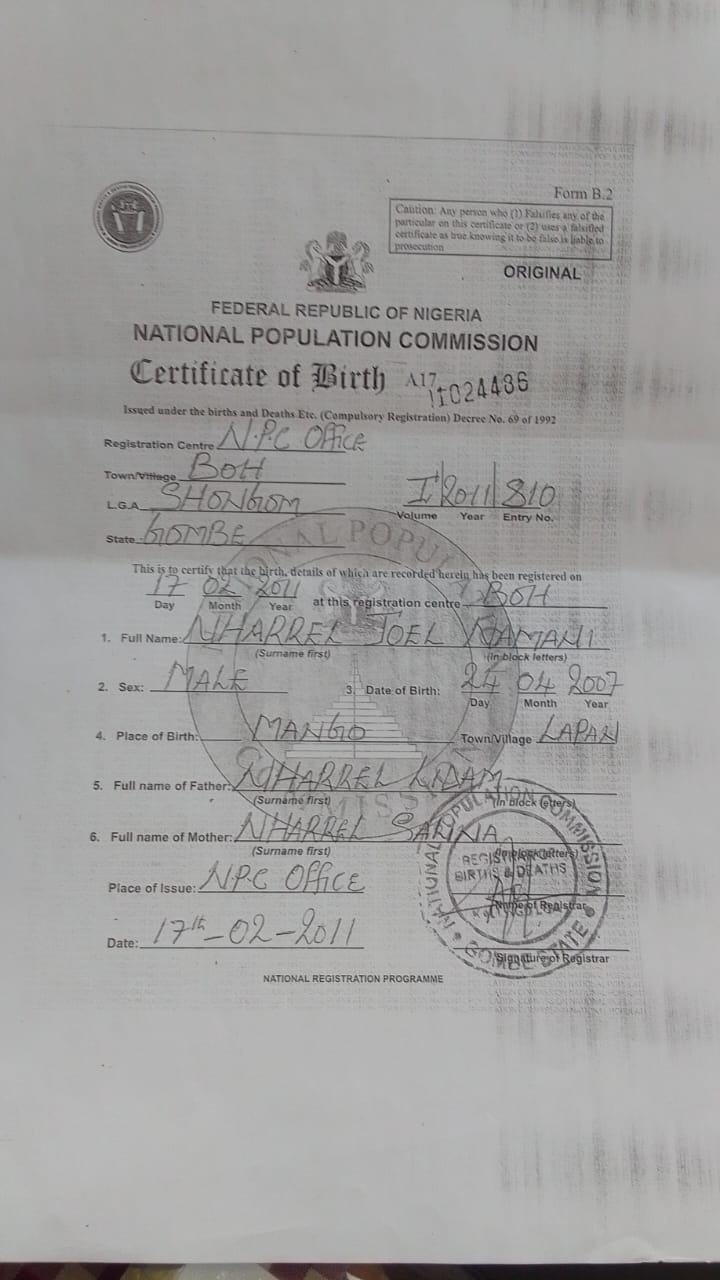 Form B.2
Caution: Any person who (1) Falsifies any of the
particular on this certificate or (2) uses a falsified
certificate as true knowing it to be false is liable to
prosecution
ORIGINAL
FEDERAL REPUBLIC OF NIGERIA
NATIONAL POPULATION COMMISSION
Certificate of Birth A17
Issued under the births and Deaths Etc. (Compulsory Registration) Decree No. 69 of 1992
Registration Centre N.P.C Office
Town/Village BOH
L.G.A SHONGOM
I 2011 810
Volume Year Entry No.
State GOMBE
This is to certify that the birth, details of which are recorded herein has been registered on
17 02 2011 at this registration centre BOH
Day Month Year
1. Full Name: NHARREL JOEL
(Surname first) (In block letters)
2. Sex: MALE 3. Date of Birth: 24 04 2007
Day Month Year
4. Place of Birth: MANGO Town/Village LAPAN
5. Full name of Father: NHARREL
(Surname first) (In block letters)
6. Full name of Mother: NHARREL
(Surname first)
Place of Issue: N.P.C Office
Name of Registrar
Date: 17th-02-2011
Signature of Registrar
NATIONAL POPULATION COMMISSION
REGISTRAR
BIRTHS & DEATHS
GOMBE STATE
NATIONAL REGISTRATION PROGRAMME